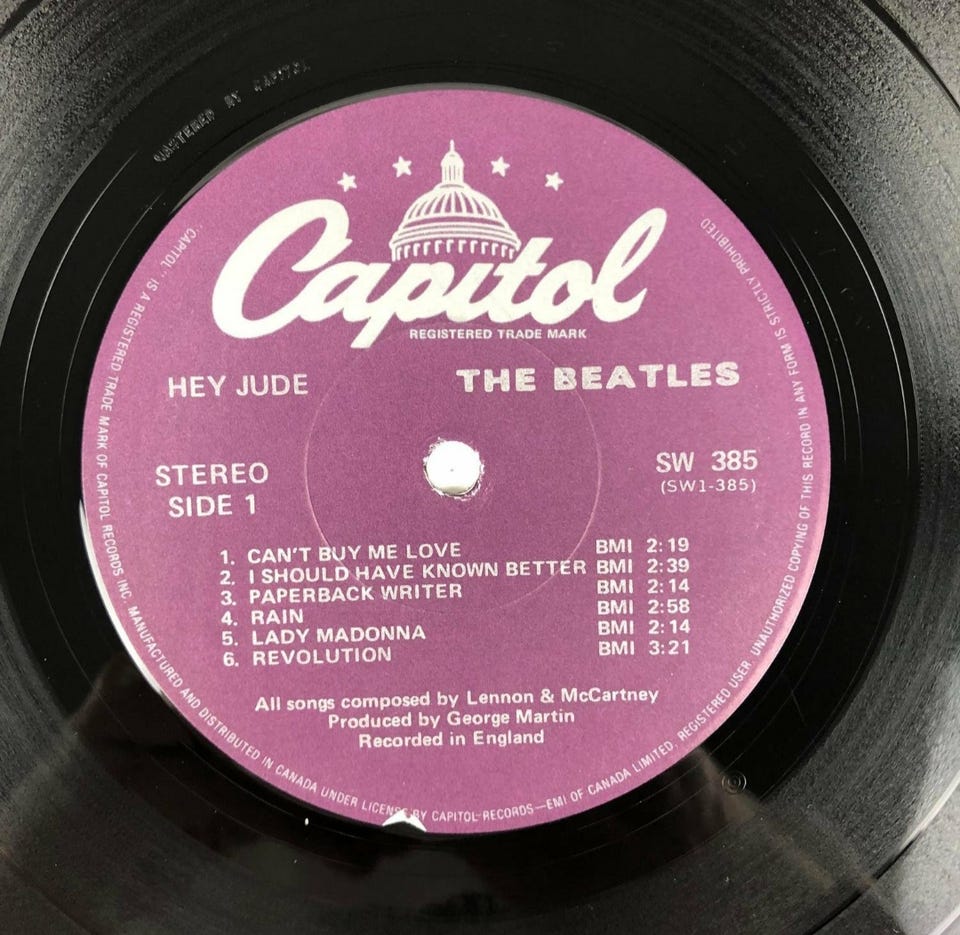 MASTERED BY CAPITOL
Capitol
REGISTERED TRADE MARK
HEY JUDE
THE BEATLES
STEREO
SIDE 1
SW 385
(SW1-385)
1. CAN'T BUY ME LOVE BMI 2:19
2. I SHOULD HAVE KNOWN BETTER BMI 2:39
3. PAPERBACK WRITER BMI 2:14
4. RAIN BMI 2:58
5. LADY MADONNA BMI 2:14
6. REVOLUTION BMI 3:21
All songs composed by Lennon & McCartney
Produced by George Martin
Recorded in England
"CAPITOL" IS A REGISTERED TRADE MARK OF CAPITOL RECORDS INC. MANUFACTURED AND DISTRIBUTED IN CANADA UNDER LICENSE BY CAPITOL RECORDS—EMI OF CANADA LIMITED, REGISTERED USER. UNAUTHORIZED COPYING OF THIS RECORD IN ANY FORM IS STRICTLY PROHIBITED